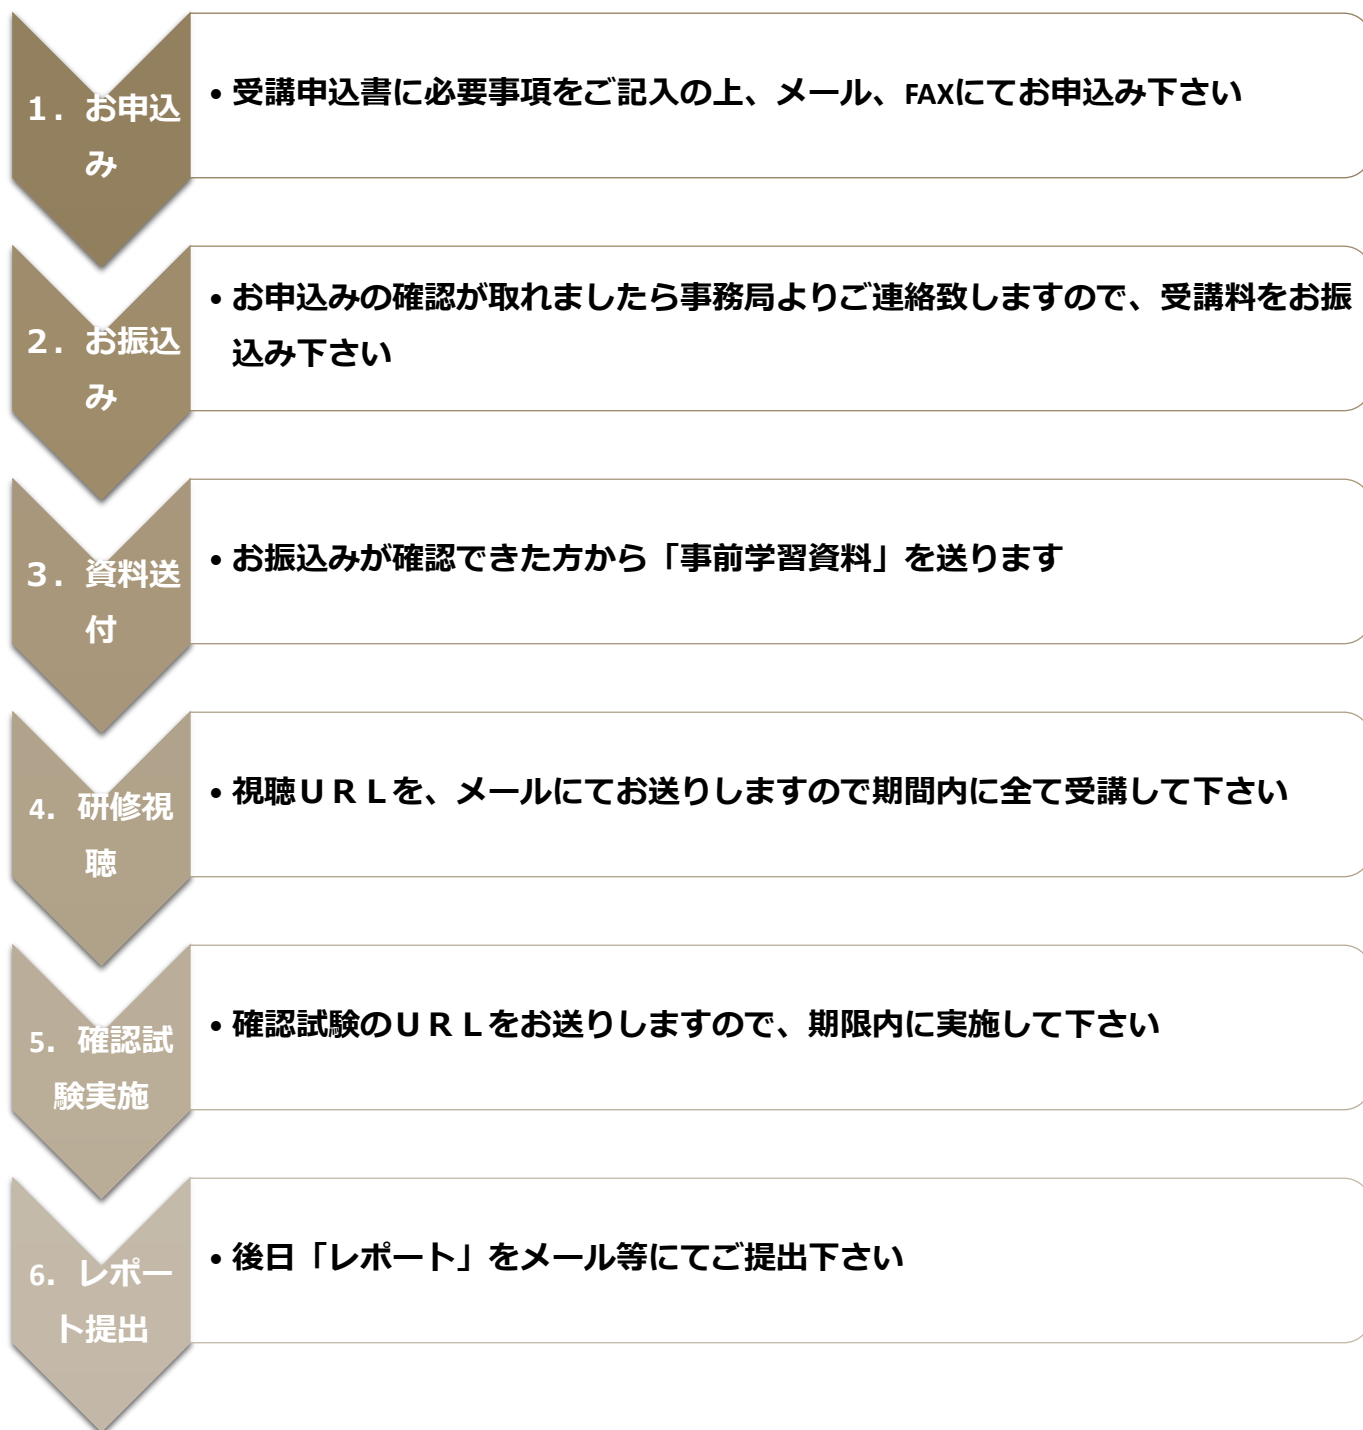 １．お申込
み
• 受講申込書に必要事項をご記入の上、メール、FAXにてお申込み下さい
２．お振込
み
• お申込みの確認が取れましたら事務局よりご連絡致しますので、受講料をお振
込み下さい
３．資料送
付
• お振込みが確認できた方から「事前学習資料」を送ります
4．研修視
聴
• 視聴ＵＲＬを、メールにてお送りしますので期間内に全て受講して下さい
5．確認試
験実施
• 確認試験のＵＲＬをお送りしますので、期限内に実施して下さい
6．レポー
ト提出
• 後日「レポート」をメール等にてご提出下さい